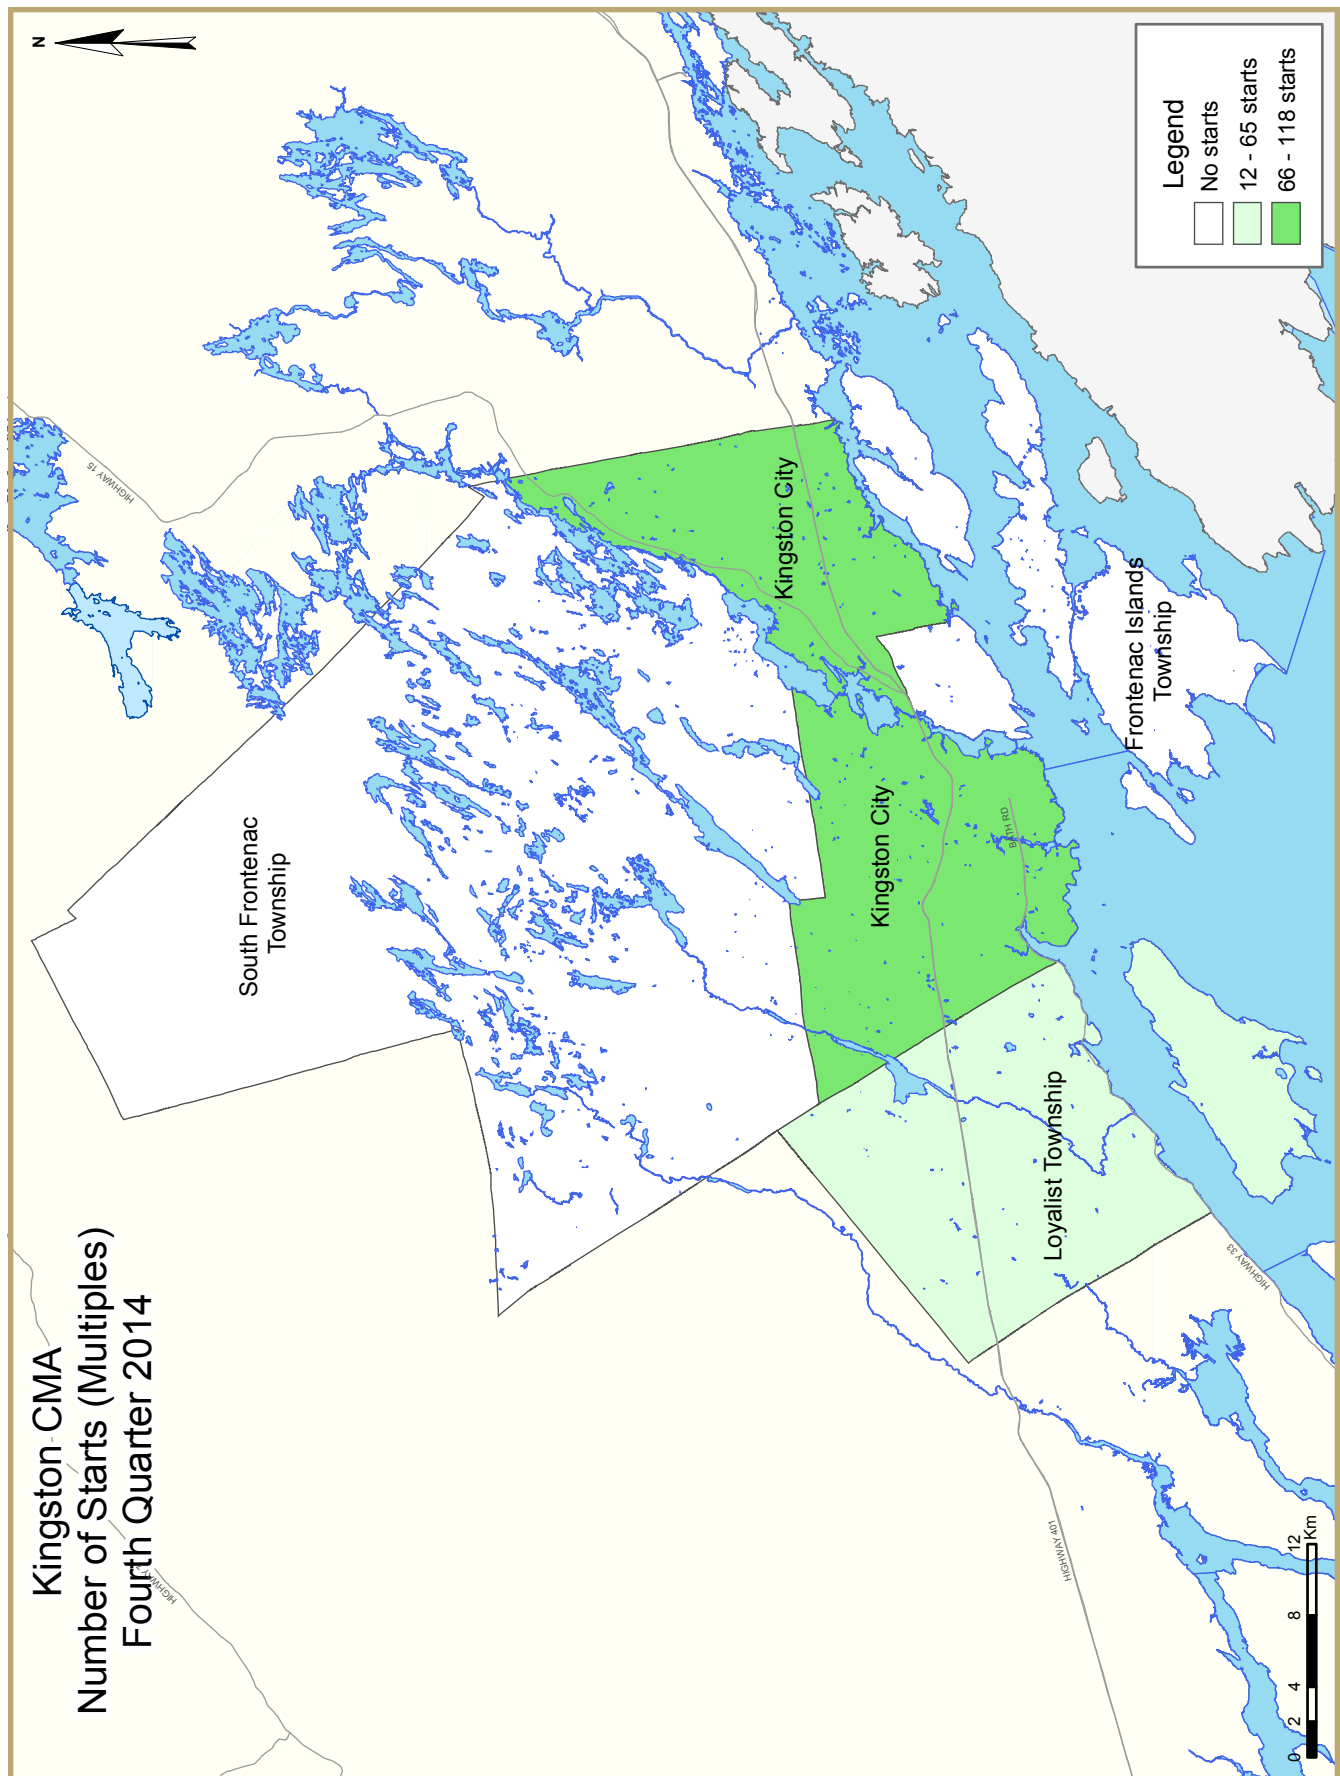 Kingston CMA
Number of Starts (Multiples)
Fourth Quarter 2014
N
HIGHWAY 15
South Frontenac
Township
Kingston City
Kingston City
BATH RD
Frontenac Islands
Township
Loyalist Township
HIGHWAY 33
HIGHWAY 401
HIGHWAY
0 2 4 8 12
Km
Legend
No starts
12 - 65 starts
66 - 118 starts